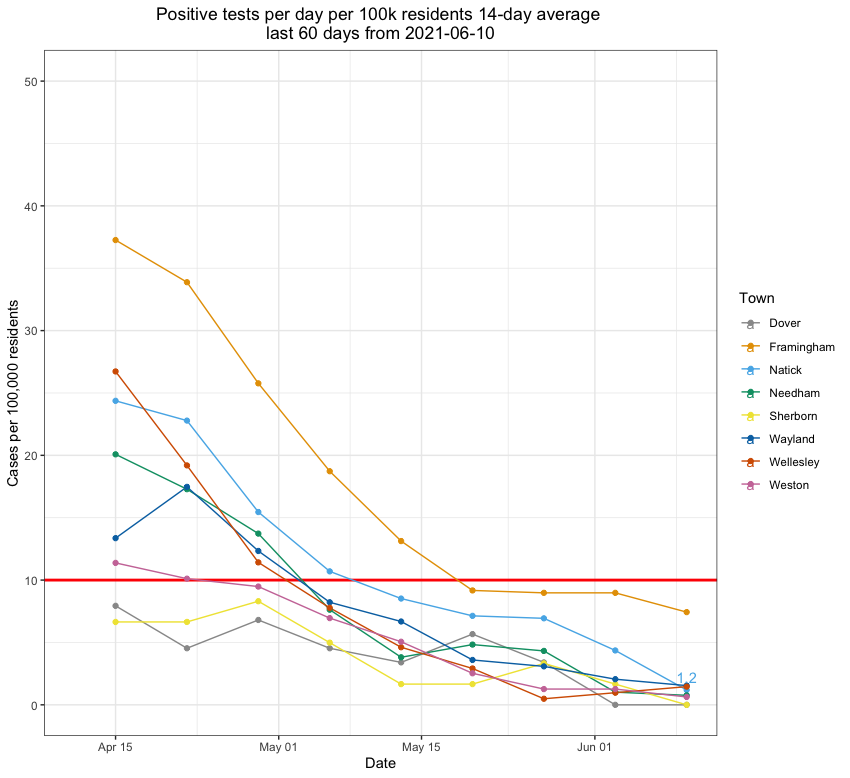 Positive tests per day per 100k residents 14-day average
last 60 days from 2021-06-10
Cases per 100,000 residents
50
40
30
20
10
0
1.2
Apr 15
May 01
May 15
Jun 01
Date
Town
a Dover
a Framingham
a Natick
a Needham
a Sherborn
a Wayland
a Wellesley
a Weston